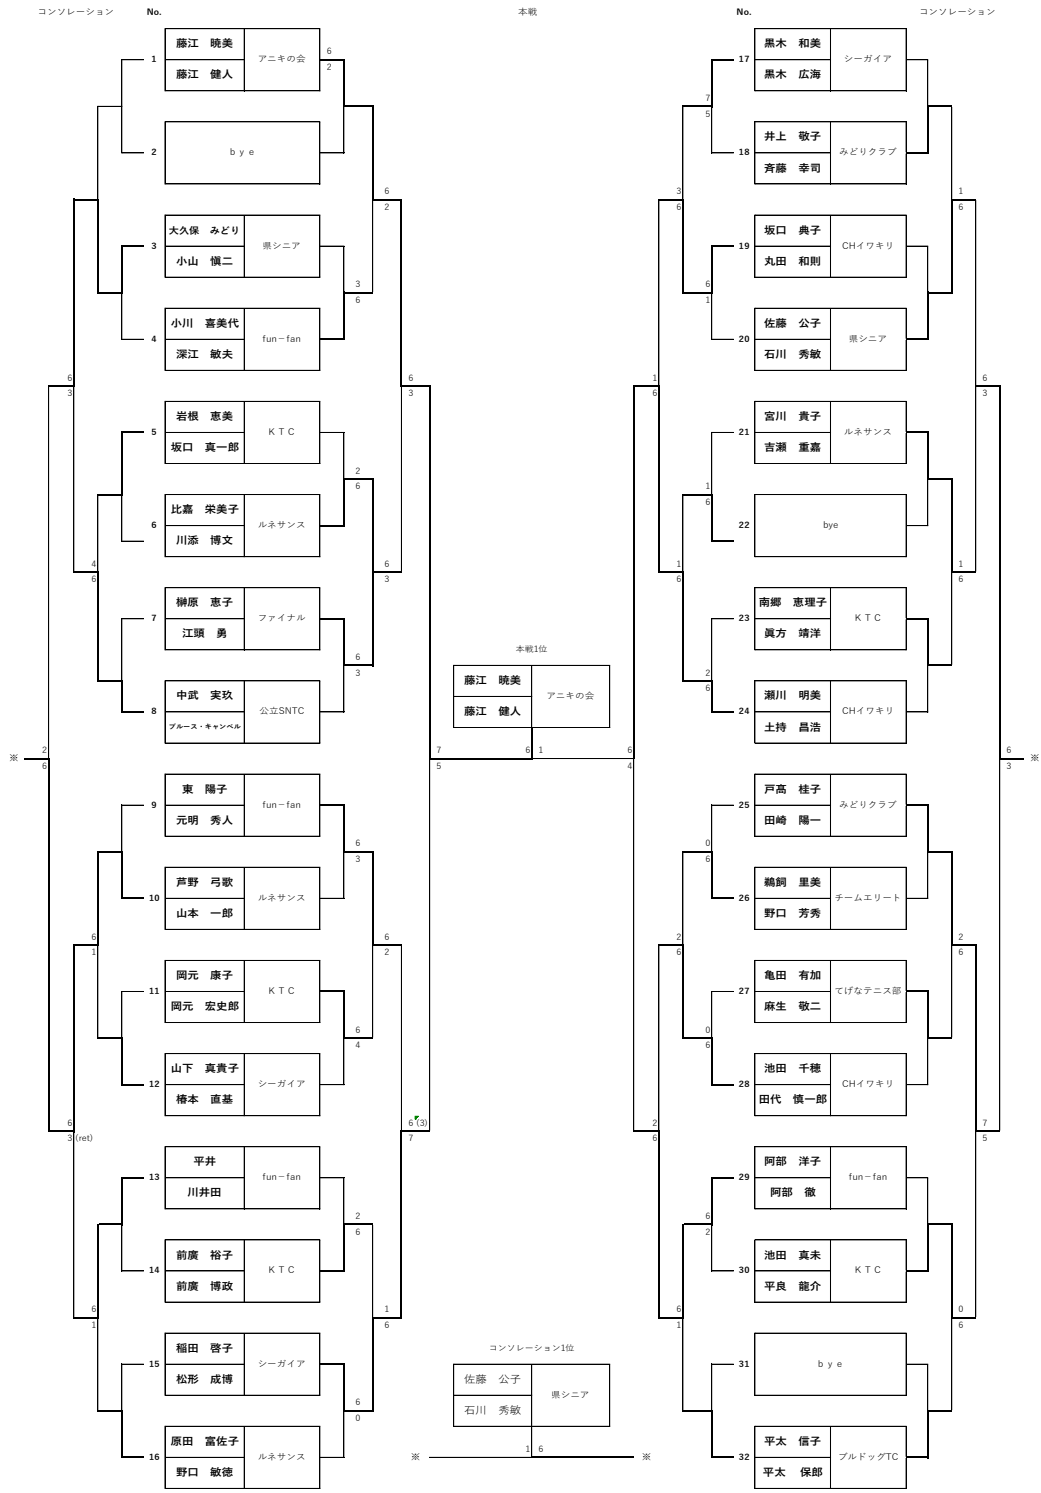 コンソレーション No. 本戦 No. コンソレーション
1 藤江　暁美 アニキの会
藤江　健人
6
2
2 ｂｙｅ
3 大久保　みどり 県シニア
小山　愼二
3
6
4 小川　喜美代 fun－fan
深江　敏夫
6
2
5 岩根　恵美 ＫＴＣ
坂口　真一郎
2
6
6 比嘉　栄美子 ルネサンス
川添　博文
7 榊原　恵子 ファイナル
江頭　勇
6
3
8 中武　実玖 公立SNTC
ブルース・キャンベル
6
3
6
3
6
3
4
6
※
2
6
9 東　陽子 fun－fan
元明　秀人
6
3
10 芦野　弓歌 ルネサンス
山本　一郎
11 岡元　康子 ＫＴＣ
岡元　宏史郎
6
4
12 山下　真貴子 シーガイア
椿本　直基
6
2
6
1
6
3 (ret)
6 (3)
7
13 平井 fun－fan
川井田
2
6
14 前廣　裕子 ＫＴＣ
前廣　博政
15 稲田　啓子 シーガイア
松形　成博
6
0
16 原田　富佐子 ルネサンス
野口　敏徳
1
6
6
1
7
5
本戦1位
藤江　暁美 アニキの会
藤江　健人
6 1
6
4
コンソレーション1位
佐藤　公子 県シニア
石川　秀敏
※ 1 6 ※
17 黒木　和美 シーガイア
黒木　広海
7
5
18 井上　敬子 みどりクラブ
斉藤　幸司
3
6
1
6
19 坂口　典子 CHイワキリ
丸田　和則
6
1
20 佐藤　公子 県シニア
石川　秀敏
1
6
6
3
21 宮川　貴子 ルネサンス
吉瀬　重嘉
1
6
22 bye
1
6
1
6
23 南郷　恵理子 ＫＴＣ
眞方　靖洋
2
6
24 瀬川　明美 CHイワキリ
土持　昌浩
6
3
※
25 戸髙　桂子 みどりクラブ
田崎　陽一
0
6
26 鵜飼　里美 チームエリート
野口　芳秀
2
6
2
6
27 亀田　有加 てげなテニス部
麻生　敬二
0
6
28 池田　千穂 CHイワキリ
田代　慎一郎
2
6
7
5
29 阿部　洋子 fun－fan
阿部　徹
6
2
30 池田　真未 ＫＴＣ
平良　龍介
6
1
0
6
31 ｂｙｅ
32 平太　信子 ブルドッグTC
平太　保郎